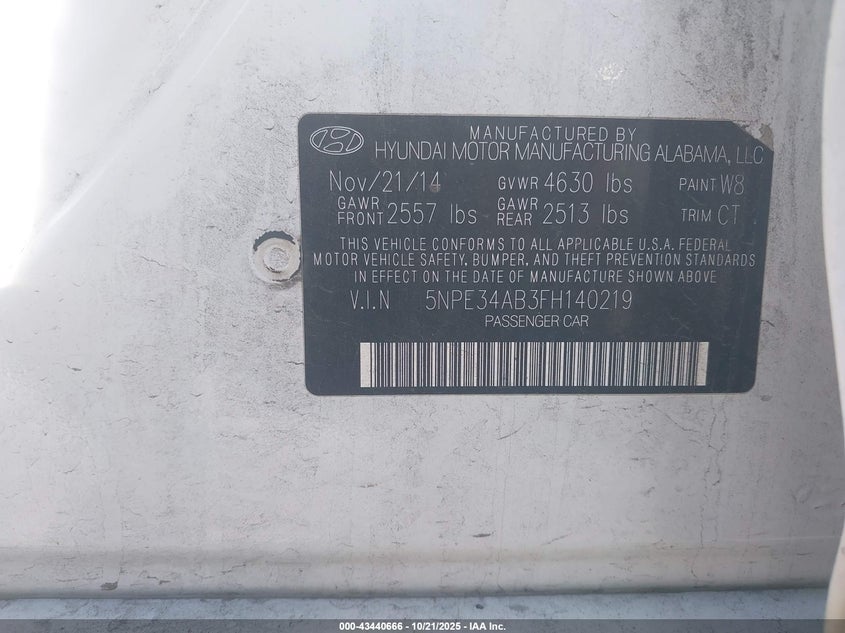 MANUFACTURED BY
HYUNDAI MOTOR MANUFACTURING ALABAMA, LLC
Nov/21/14 GVWR 4630 lbs PAINT W8
GAWR FRONT 2557 lbs GAWR REAR 2513 lbs TRIM CT
THIS VEHICLE CONFORMS TO ALL APPLICABLE U.S.A. FEDERAL
MOTOR VEHICLE SAFETY, BUMPER, AND THEFT PREVENTION STANDARDS
IN EFFECT ON THE DATE OF MANUFACTURE SHOWN ABOVE
V.I.N 5NPE34AB3FH140219
PASSENGER CAR
000-43440666 - 10/21/2025 - IAA Inc.